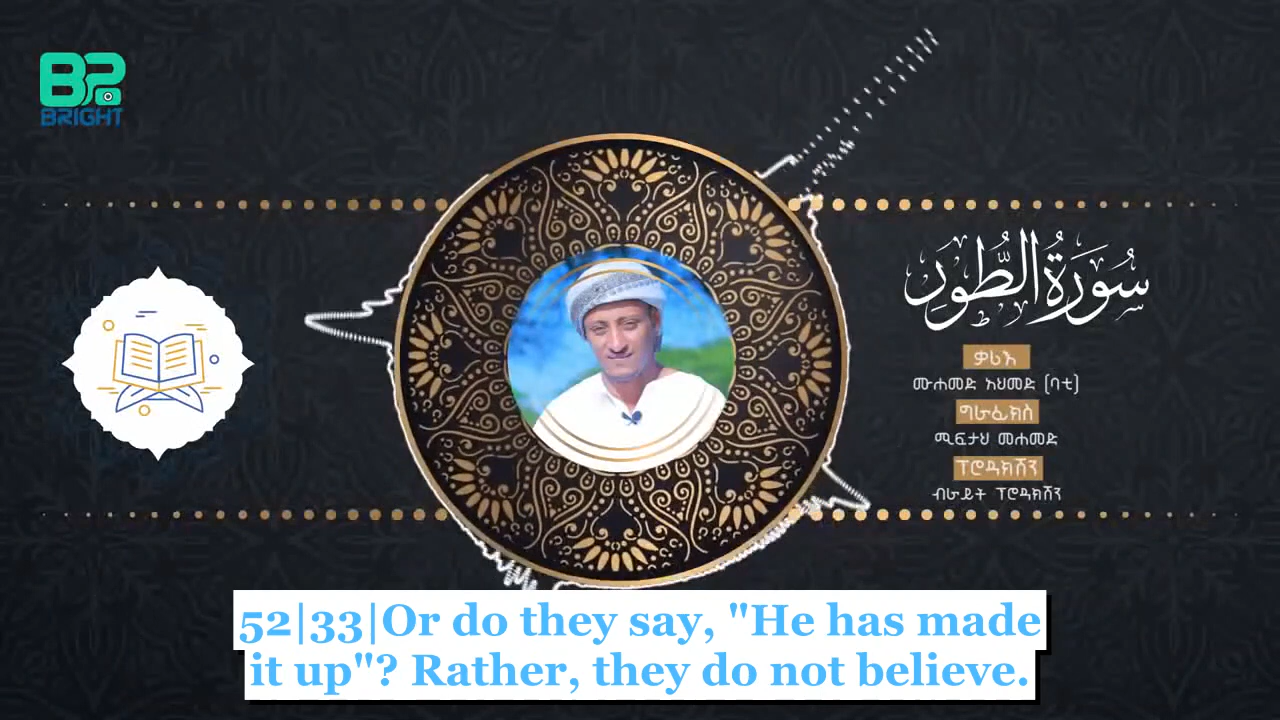 BP
BRIGHT
سُورَةُ الطُّورِ
ቃሪእ
ሙሐመድ አህመድ (ባቲ)
ግራፊክስ
ሚፍታህ መሐመድ
ፕሮዳክሽን
ብራይት ፕሮዳክሽን
52|33|Or do they say, "He has made
it up"? Rather, they do not believe.